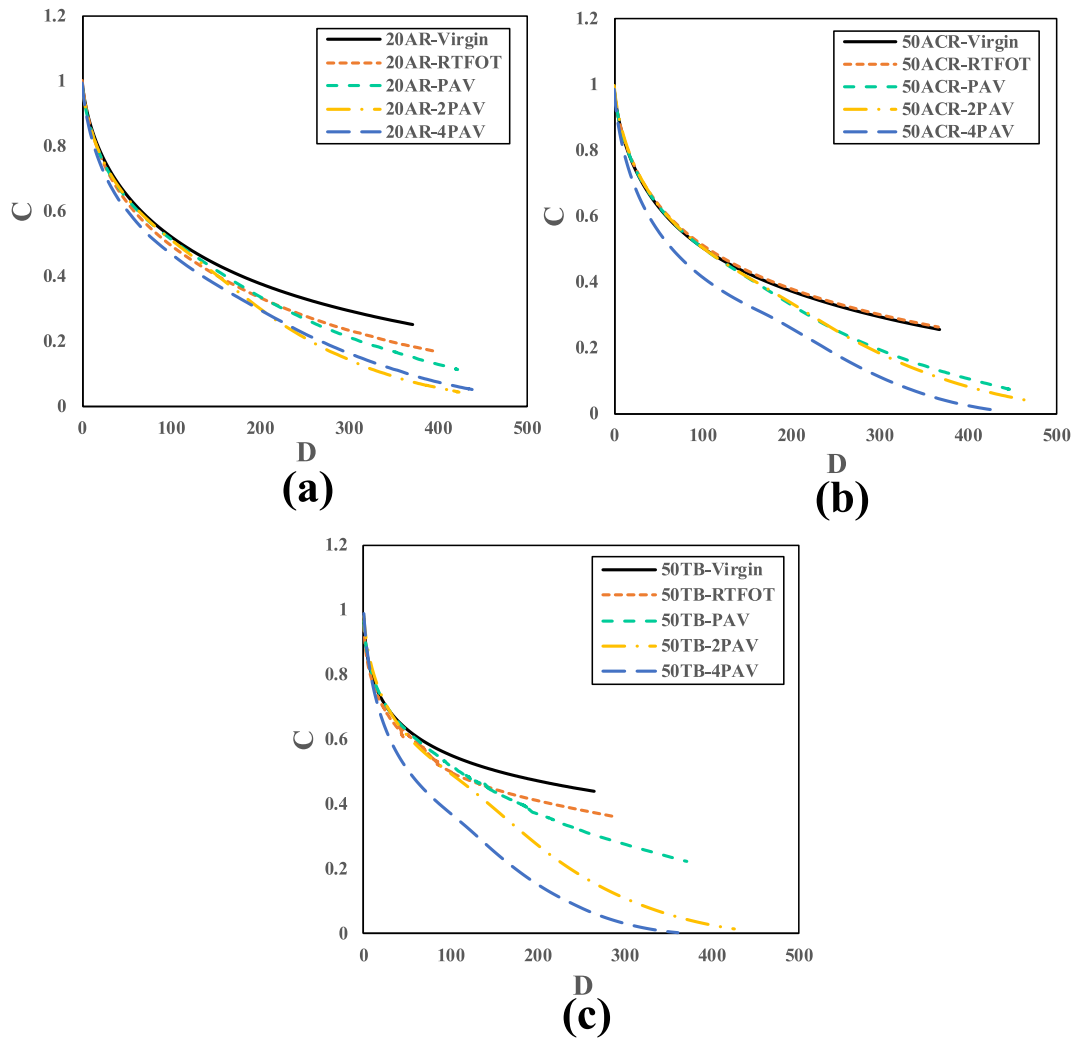 1.2
1
0.8
0.6
0.4
0.2
0
C
20AR-Virgin
20AR-RTFOT
20AR-PAV
20AR-2PAV
20AR-4PAV
0 100 200 300 400 500
D
(a)
1.2
1
0.8
0.6
0.4
0.2
0
C
50ACR-Virgin
50ACR-RTFOT
50ACR-PAV
50ACR-2PAV
50ACR-4PAV
0 100 200 300 400 500
D
(b)
1.2
1
0.8
0.6
0.4
0.2
0
C
50TB-Virgin
50TB-RTFOT
50TB-PAV
50TB-2PAV
50TB-4PAV
0 100 200 300 400 500
D
(c)